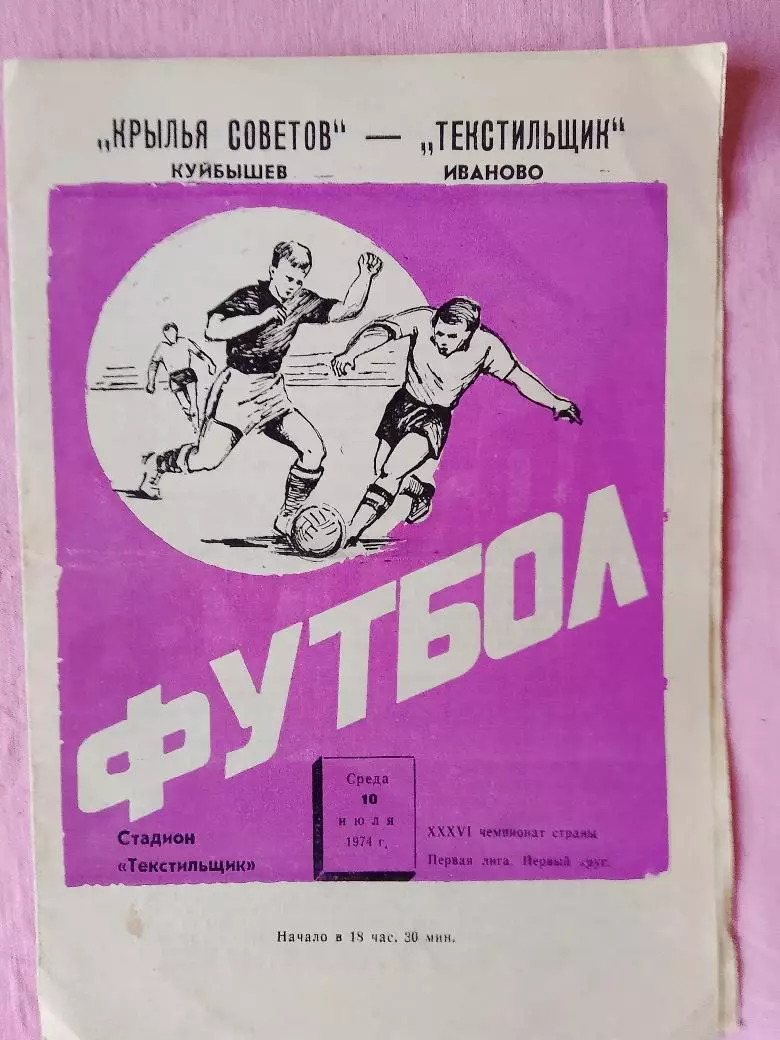 „КРЫЛЬЯ СОВЕТОВ“ — „ТЕКСТИЛЬЩИК“
КУЙБЫШЕВ ИВАНОВО
ФУТБОЛ
Стадион
«Текстильщик»
Среда
10
июля
1974 г.
XXXVI чемпионат страны
Первая лига. Первый круг.
Начало в 18 час. 30 мин.